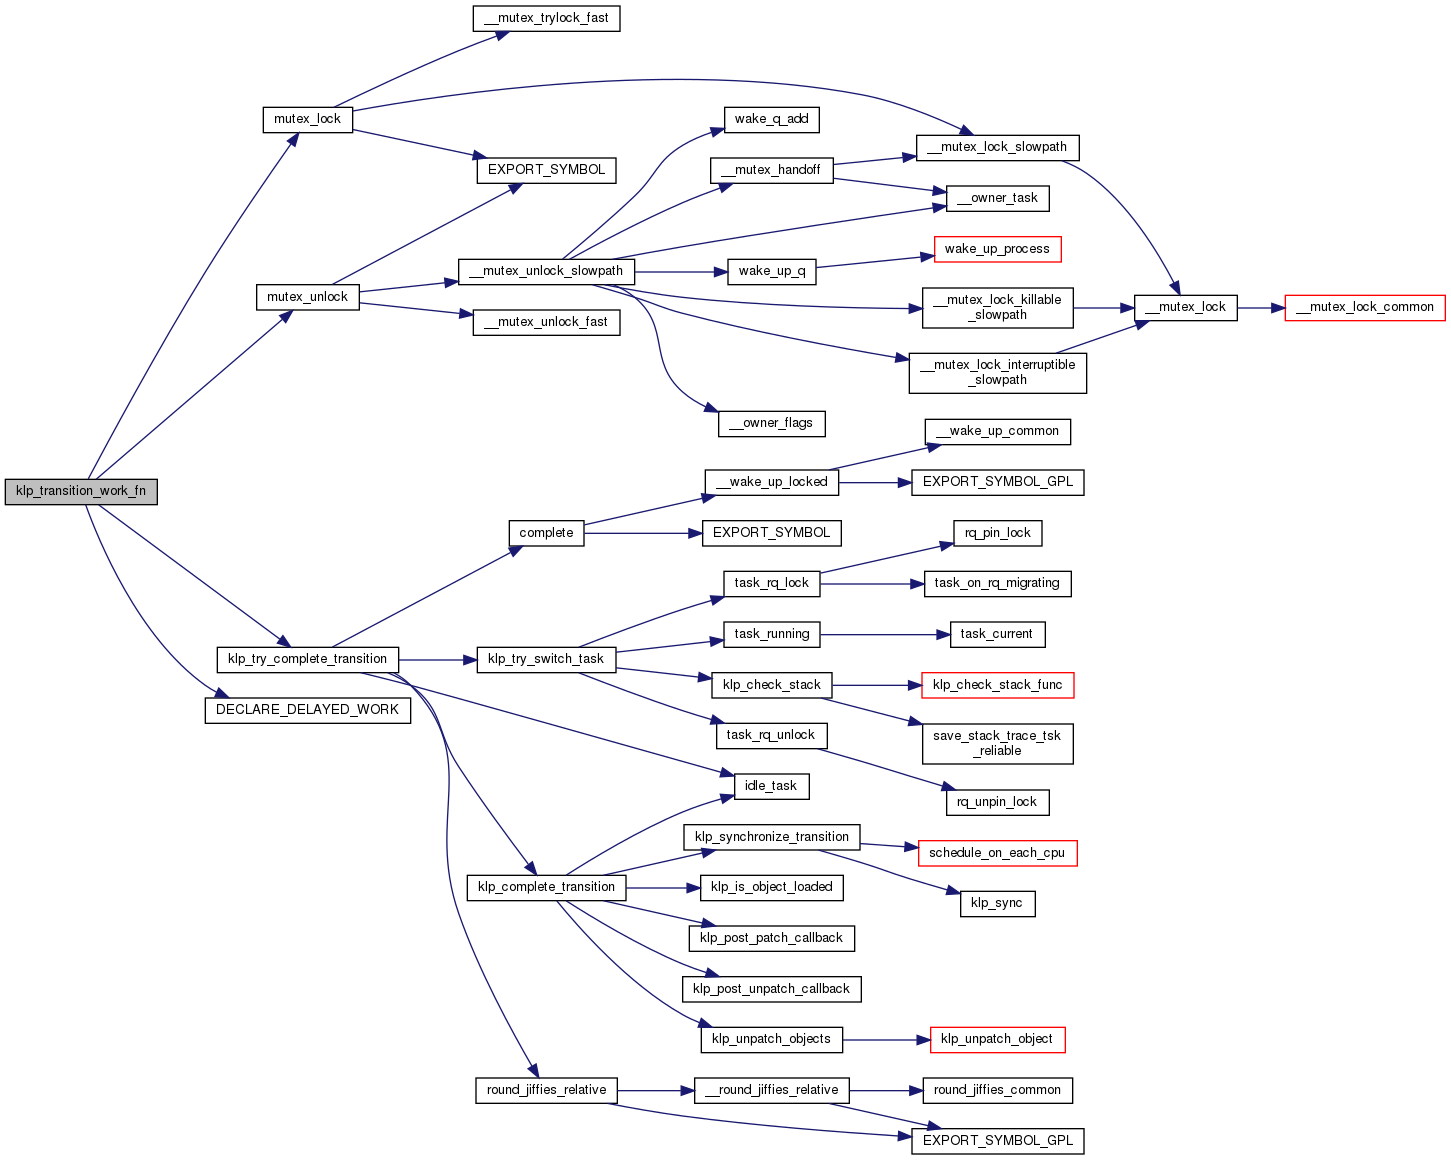 __mutex_trylock_fast
mutex_lock
wake_q_add
__mutex_lock_slowpath
EXPORT_SYMBOL
__mutex_handoff
__owner_task
wake_up_process
__mutex_unlock_slowpath
wake_up_q
mutex_unlock
__mutex_lock_killable
_slowpath
__mutex_lock
__mutex_lock_common
__mutex_unlock_fast
__mutex_lock_interruptible
_slowpath
__owner_flags
__wake_up_common
klp_transition_work_fn
__wake_up_locked
EXPORT_SYMBOL_GPL
complete
EXPORT_SYMBOL
rq_pin_lock
task_rq_lock
task_on_rq_migrating
task_running
task_current
klp_try_complete_transition
klp_try_switch_task
klp_check_stack
klp_check_stack_func
DECLARE_DELAYED_WORK
task_rq_unlock
save_stack_trace_tsk
_reliable
idle_task
rq_unpin_lock
klp_synchronize_transition
schedule_on_each_cpu
klp_complete_transition
klp_is_object_loaded
klp_sync
klp_post_patch_callback
klp_post_unpatch_callback
klp_unpatch_objects
klp_unpatch_object
round_jiffies_relative
__round_jiffies_relative
round_jiffies_common
EXPORT_SYMBOL_GPL